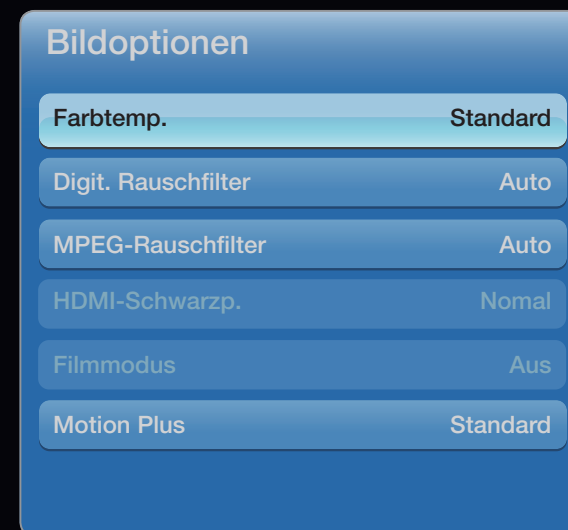 Bildoptionen
Farbtemp. Standard
Digit. Rauschfilter Auto
MPEG-Rauschfilter Auto
HDMI-Schwarzp. Nomal
Filmmodus Aus
Motion Plus Standard